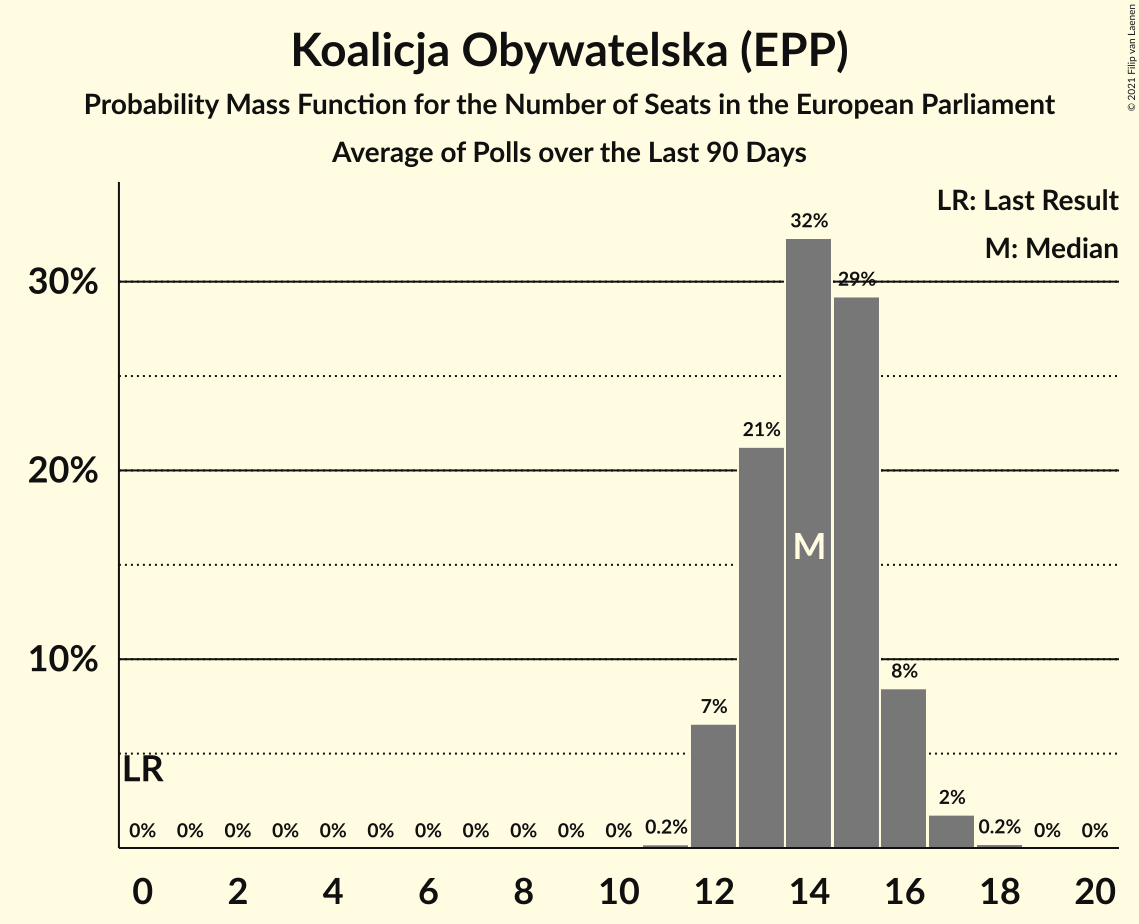 Koalicja Obywatelska (EPP)
Probability Mass Function for the Number of Seats in the European Parliament
Average of Polls over the Last 90 Days
© 2021 Filip van Laenen
LR: Last Result
M: Median
30%
20%
10%
32%
29%
21%
M
8%
7%
LR
2%
0% 0% 0% 0% 0% 0% 0% 0% 0% 0% 0% 0.2% 0.2% 0% 0%
0 2 4 6 8 10 12 14 16 18 20